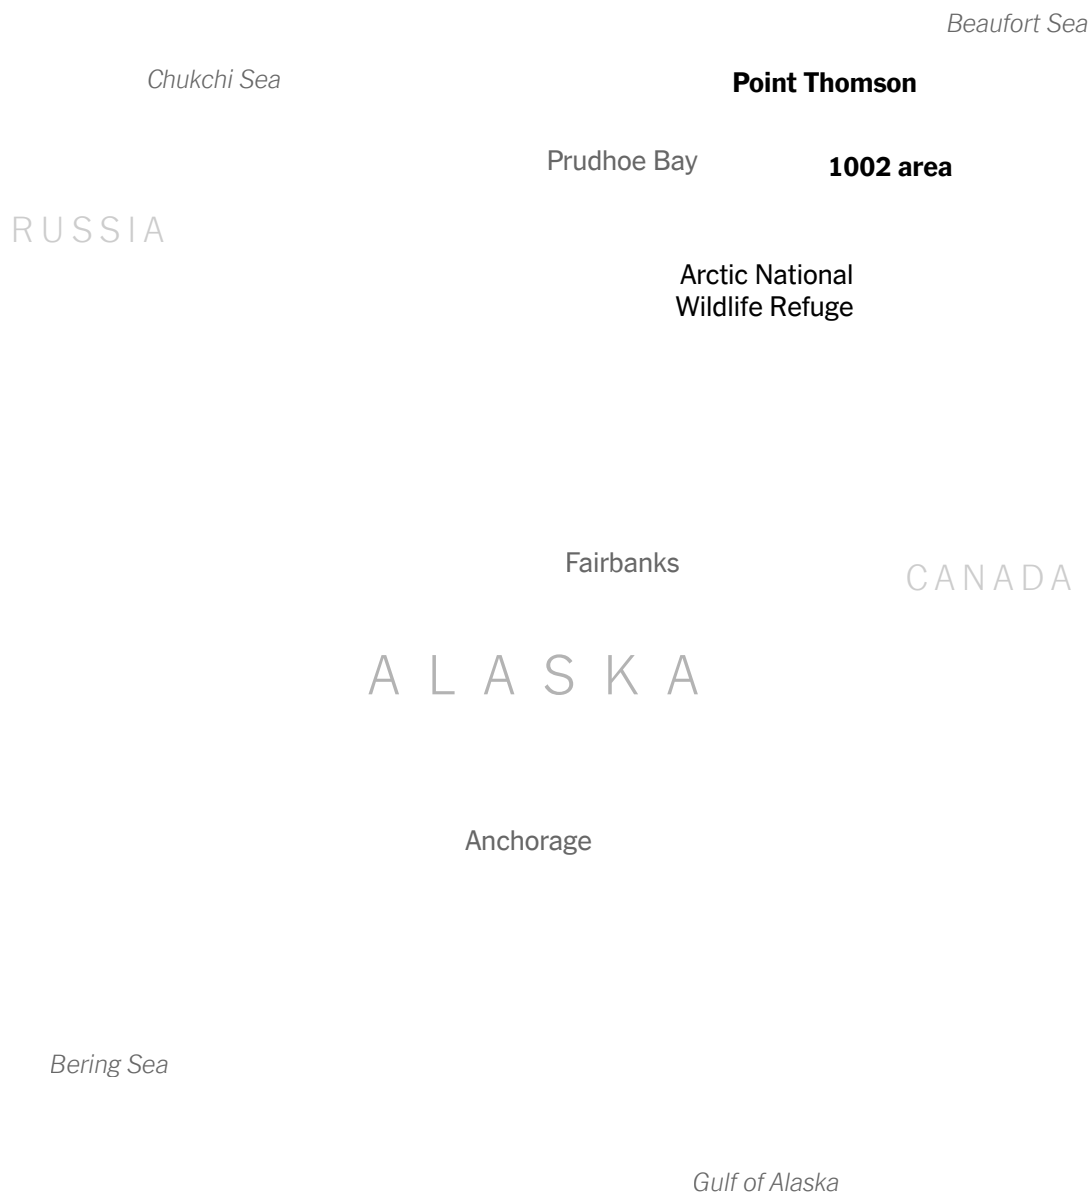 Beaufort Sea
Chukchi Sea
Point Thomson
Prudhoe Bay
1002 area
RUSSIA
Arctic National
Wildlife Refuge
Fairbanks
CANADA
ALASKA
Anchorage
Bering Sea
Gulf of Alaska